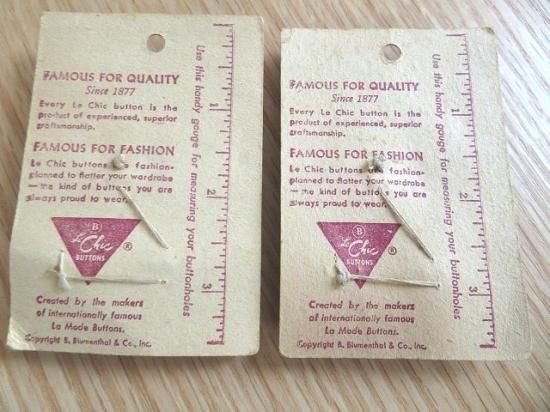 FAMOUS FOR QUALITY
Since 1877
Every Le Chic button is the
product of experienced, superior
craftsmanship.
FAMOUS FOR FASHION
Le Chic buttons are fashion-
planned to flatter your wardrobe
—the kind of buttons you are
always proud to wear.
B
Le Chic
BUTTONS
®
Created by the makers
of internationally famous
La Mode Buttons.
Copyright B. Blumenthal & Co., Inc.
Use this handy gauge for measuring your buttonholes
1
2
3
FAMOUS FOR QUALITY
Since 1877
Every Le Chic button is the
product of experienced, superior
craftsmanship.
FAMOUS FOR FASHION
Le Chic buttons are fashion-
planned to flatter your wardrobe
—the kind of buttons you are
always proud to wear.
B
Le Chic
BUTTONS
®
Created by the makers
of internationally famous
La Mode Buttons.
Copyright B. Blumenthal & Co., Inc.
Use this handy gauge for measuring your buttonholes
1
2
3